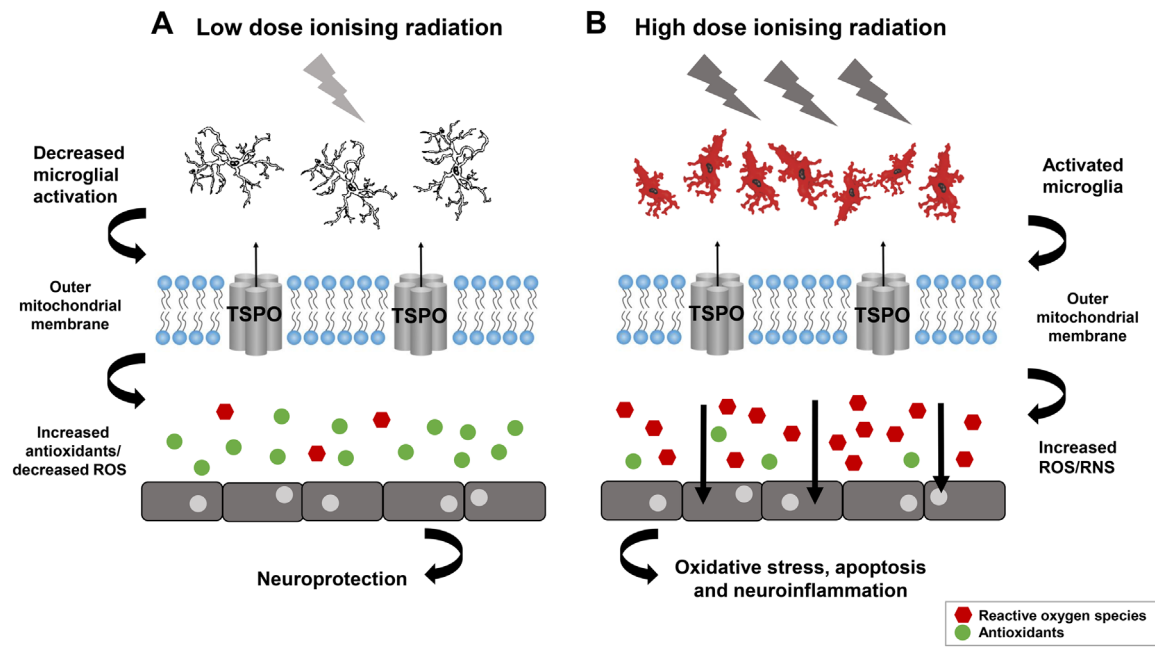 A Low dose ionising radiation
Decreased
microglial
activation
Outer
mitochondrial
membrane
TSPO
TSPO
Increased
antioxidants/
decreased ROS
Neuroprotection
B High dose ionising radiation
Activated
microglia
TSPO
TSPO
Outer
mitochondrial
membrane
Increased
ROS/RNS
Oxidative stress, apoptosis
and neuroinflammation
Reactive oxygen species
Antioxidants